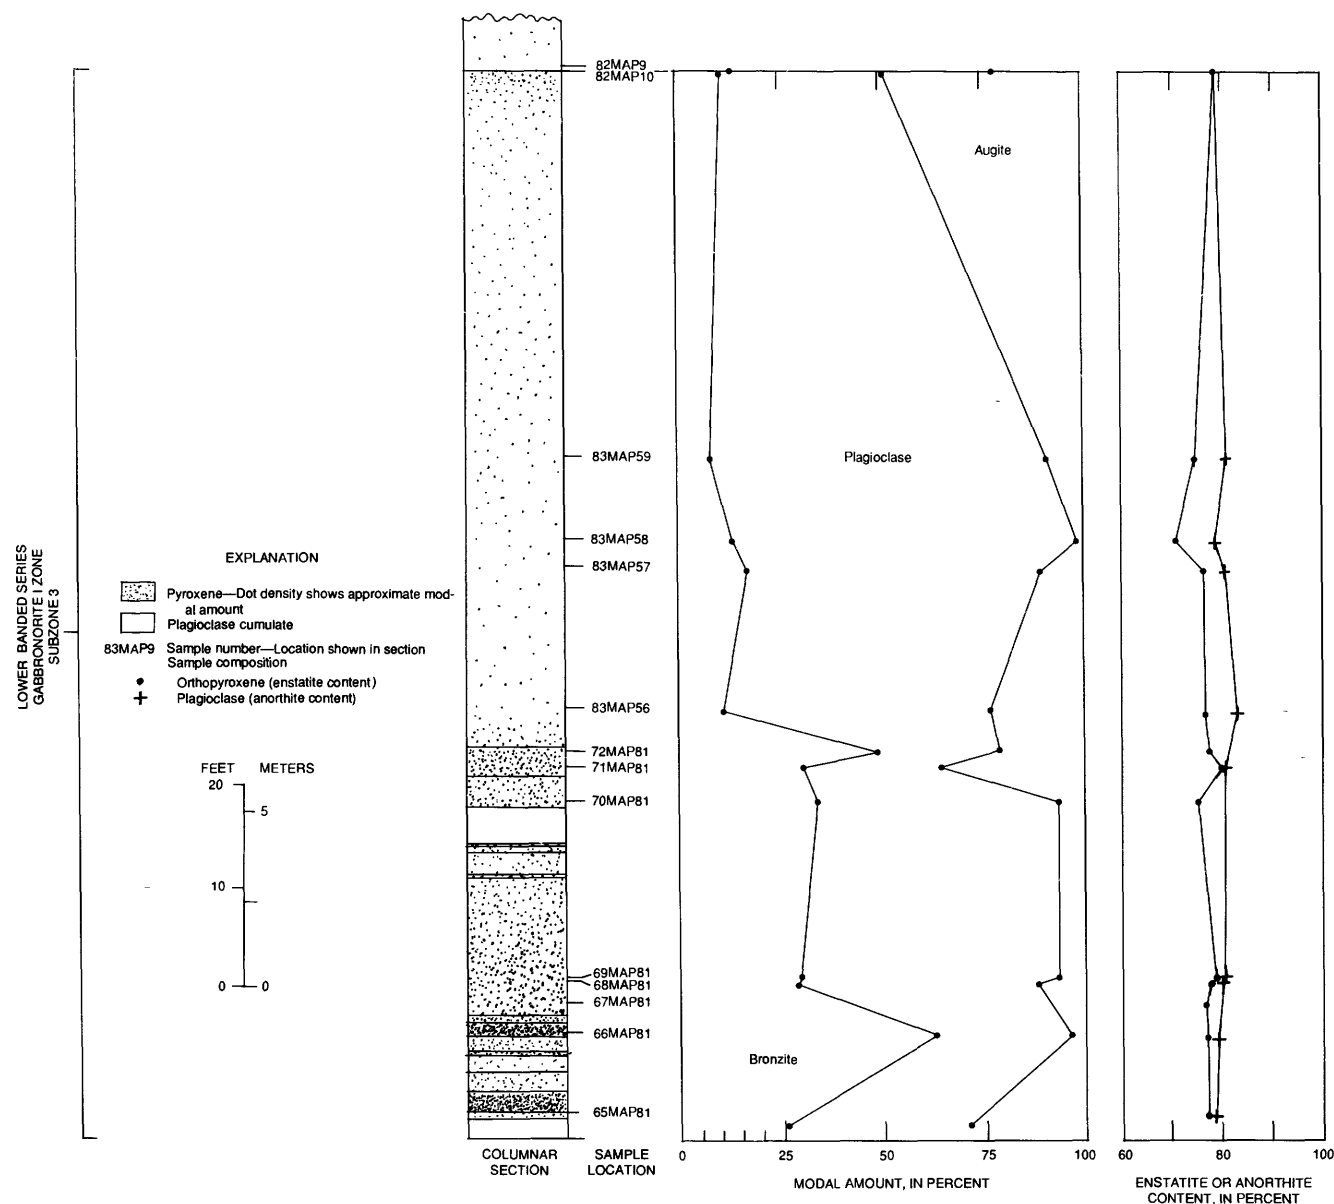 82MAP9
82MAP10
Augite
83MAP59
Plagioclase
83MAP58
83MAP57
LOWER BANDED SERIES
GABBRONORITE I ZONE
SUBZONE 3
EXPLANATION
Pyroxene—Dot density shows approximate mod-
al amount
Plagioclase cumulate
83MAP9 Sample number—Location shown in section
Sample composition
Orthopyroxene (enstatite content)
Plagioclase (anorthite content)
83MAP56
72MAP81
71MAP81
70MAP81
FEET METERS
20
5
10
0 0
69MAP81
68MAP81
67MAP81
66MAP81
Bronzite
65MAP81
COLUMNAR
SECTION
SAMPLE
LOCATION
0 25 50 75 100
MODAL AMOUNT, IN PERCENT
60 80 100
ENSTATITE OR ANORTHITE
CONTENT, IN PERCENT